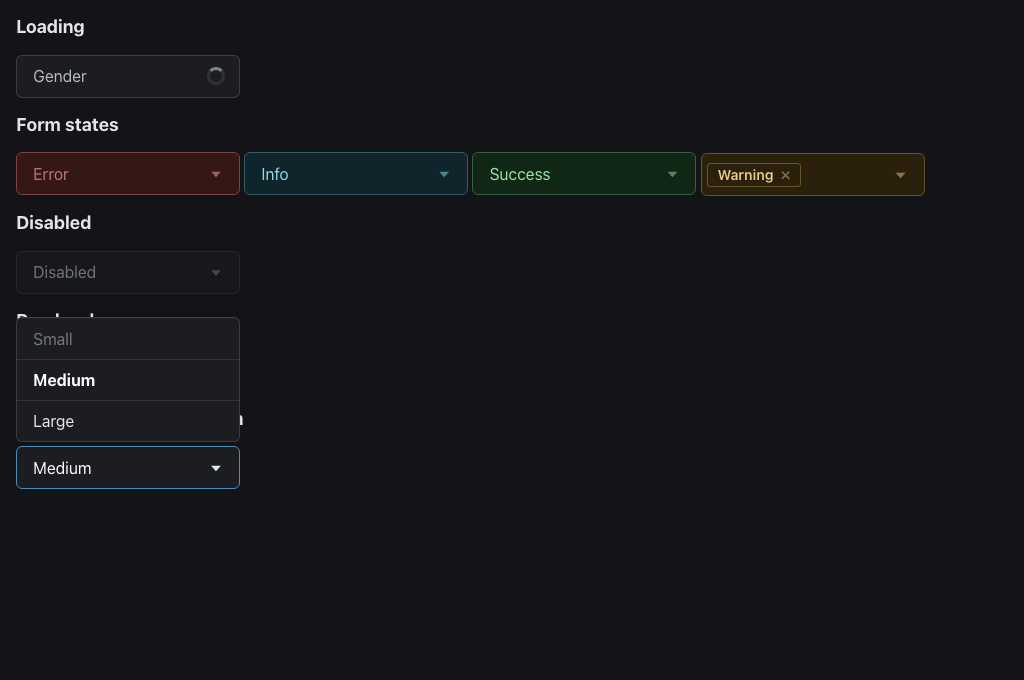 Loading
Gender
Form states
Error
Info
Success
Warning
Disabled
Disabled
Small
Medium
Large
Medium